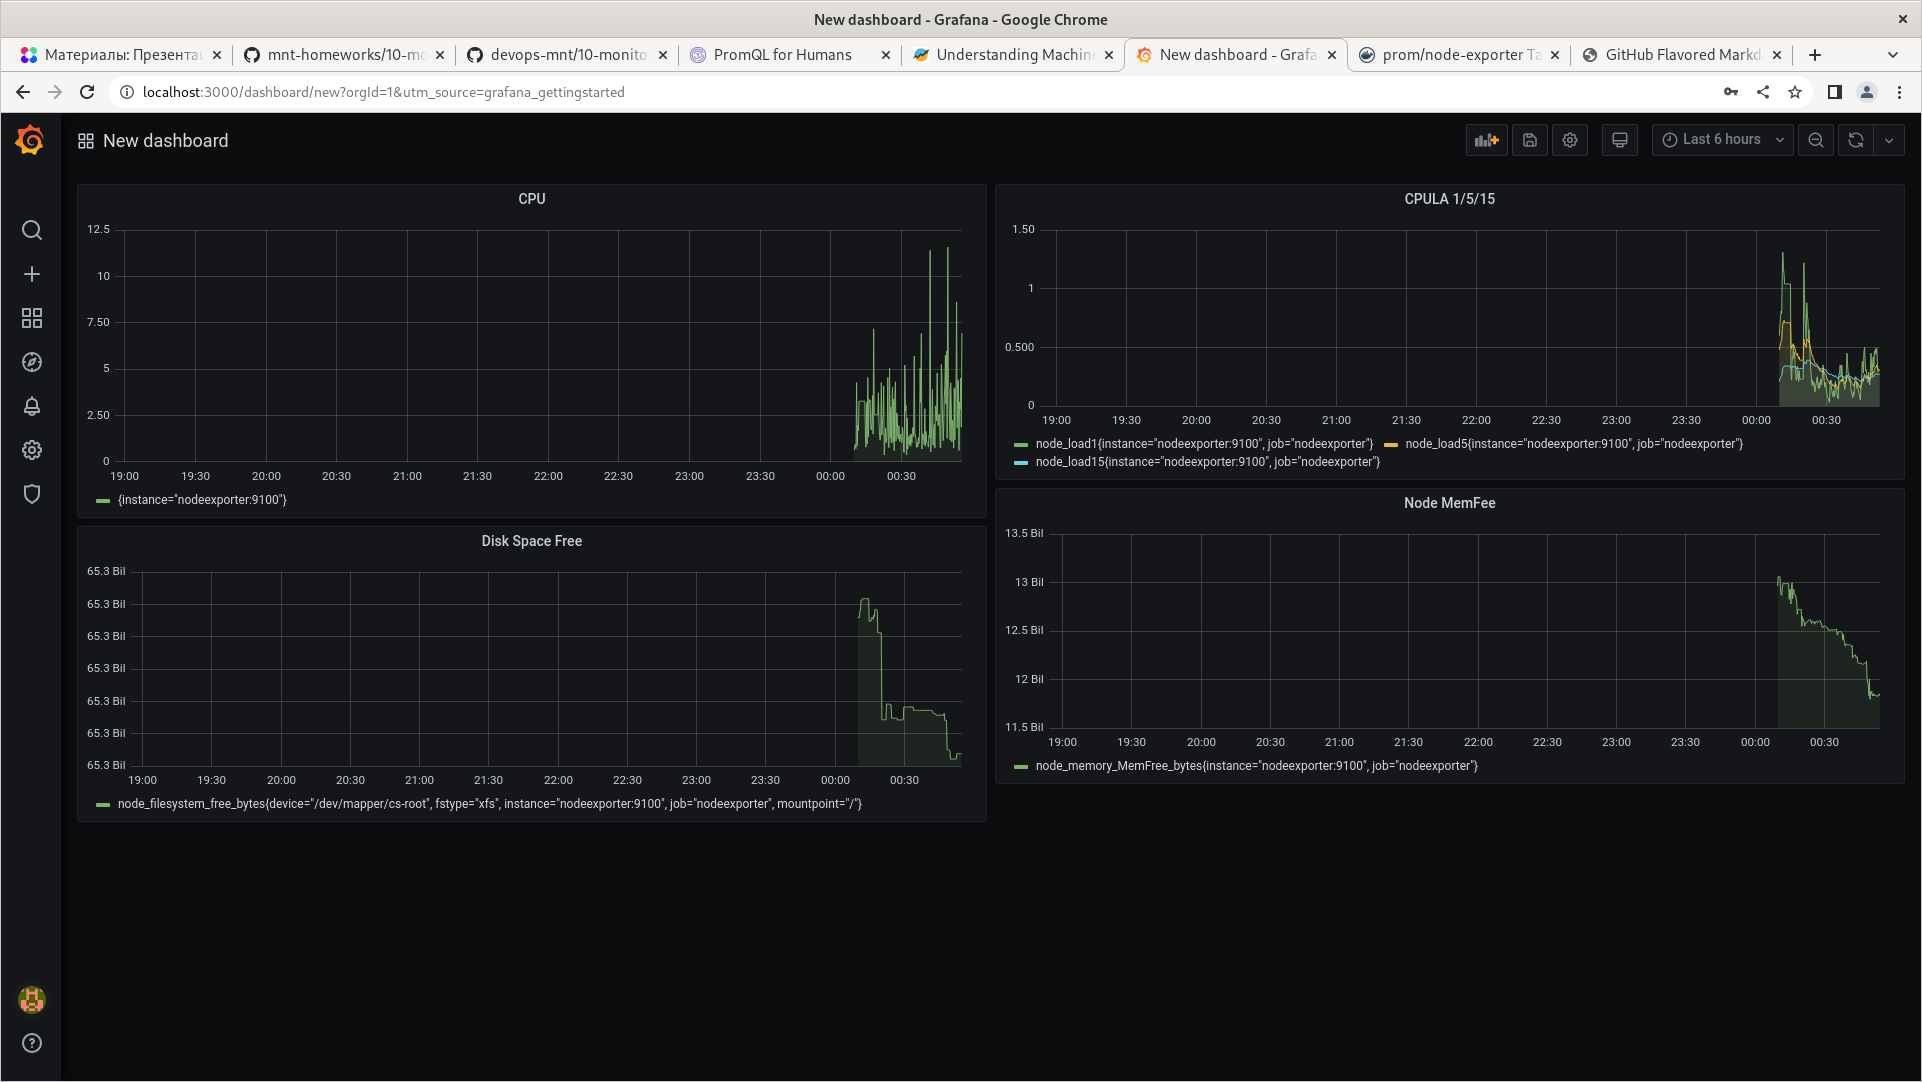 New dashboard - Grafana - Google Chrome
Материалы: Презентац
mnt-homeworks/10-mo
devops-mnt/10-monito
PromQL for Humans
Understanding Machin
New dashboard - Grafa
prom/node-exporter Ta
GitHub Flavored Markd
localhost:3000/dashboard/new?orgId=1&utm_source=grafana_gettingstarted
New dashboard
Last 6 hours
CPU
12.5
10
7.50
5
2.50
0
19:00 19:30 20:00 20:30 21:00 21:30 22:00 22:30 23:00 23:30 00:00 00:30
{instance="nodeexporter:9100"}
CPULA 1/5/15
1.50
1
0.500
0
19:00 19:30 20:00 20:30 21:00 21:30 22:00 22:30 23:00 23:30 00:00 00:30
node_load1{instance="nodeexporter:9100", job="nodeexporter"} node_load5{instance="nodeexporter:9100", job="nodeexporter"}
node_load15{instance="nodeexporter:9100", job="nodeexporter"}
Disk Space Free
65.3 Bil
65.3 Bil
65.3 Bil
65.3 Bil
65.3 Bil
65.3 Bil
65.3 Bil
19:00 19:30 20:00 20:30 21:00 21:30 22:00 22:30 23:00 23:30 00:00 00:30
node_filesystem_free_bytes{device="/dev/mapper/cs-root", fstype="xfs", instance="nodeexporter:9100", job="nodeexporter", mountpoint="/"}
Node MemFee
13.5 Bil
13 Bil
12.5 Bil
12 Bil
11.5 Bil
19:00 19:30 20:00 20:30 21:00 21:30 22:00 22:30 23:00 23:30 00:00 00:30
node_memory_MemFree_bytes{instance="nodeexporter:9100", job="nodeexporter"}